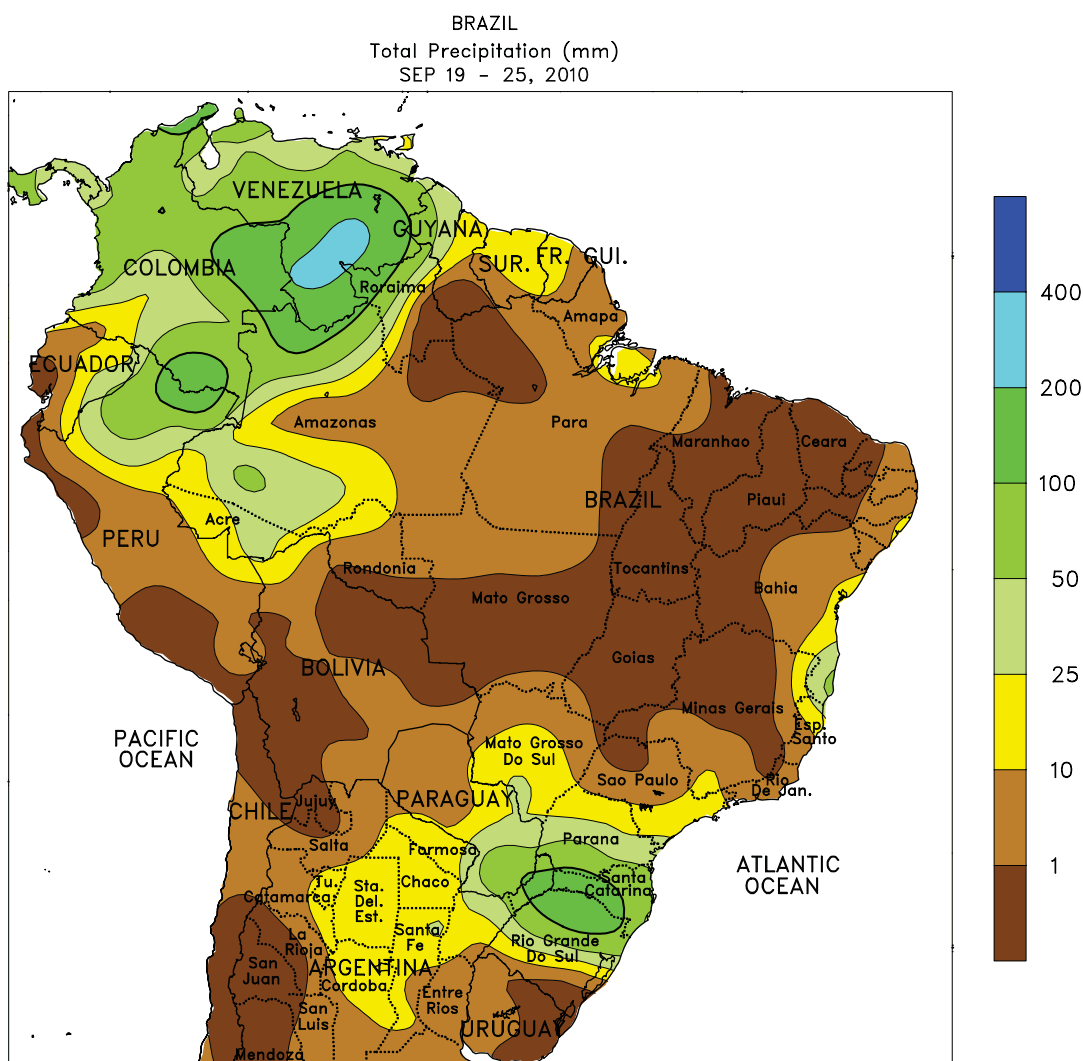 BRAZIL
Total Precipitation (mm)
SEP 19 - 25, 2010
VENEZUELA
GUYANA
SUR.
FR. GUI.
COLOMBIA
Roraima
Amapa
ECUADOR
Amazonas
Para
Maranhao
Ceara
BRAZIL
Piaui
Acre
PERU
Rondonia
Tocantins
Mato Grosso
Bahia
BOLIVIA
Goias
Minas Gerais
Esp.
Santo
PACIFIC
OCEAN
Mato Grosso
Do Sul
Sao Paulo
Rio
De Jan.
CHILE
Jujuy
PARAGUAY
Salta
Formosa
Parana
ATLANTIC
OCEAN
Tu.
Catamarca
Sta.
Del.
Est.
Chaco
Santa
Catarina
La
Rioja
Santa
Fe
Rio Grande
Do Sul
San
Juan
ARGENTINA
Cordoba
Entre
Rios
San
Luis
URUGUAY
Mendoza
400
200
100
50
25
10
1